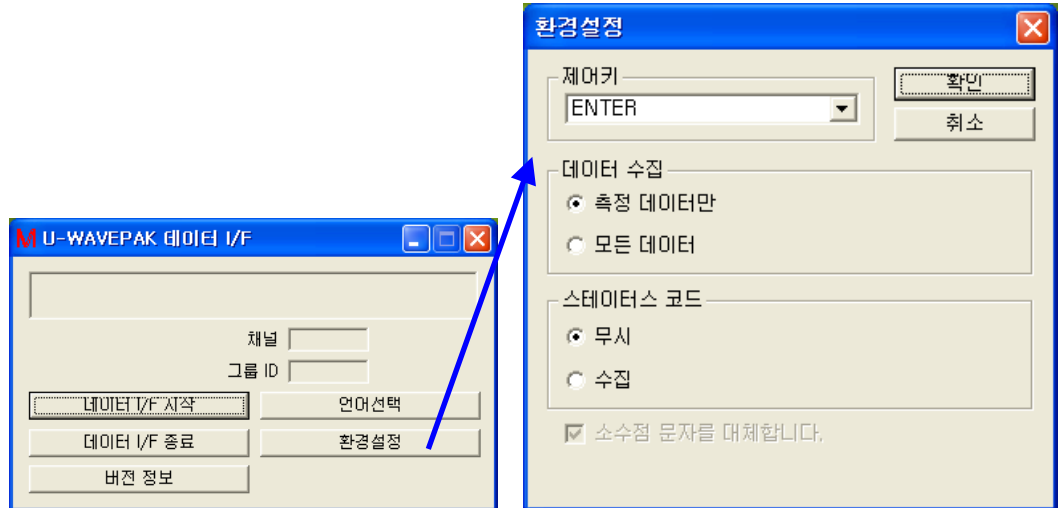 환경설정
제어키
ENTER
확인
취소
데이터 수집
측정 데이터만
모든 데이터
스테이터스 코드
무시
수집
소수점 문자를 대체합니다.
M U-WAVEPAK 데이터 I/F
채널
그룹 ID
데이터 I/F 시작
언어선택
데이터 I/F 종료
환경설정
버전 정보